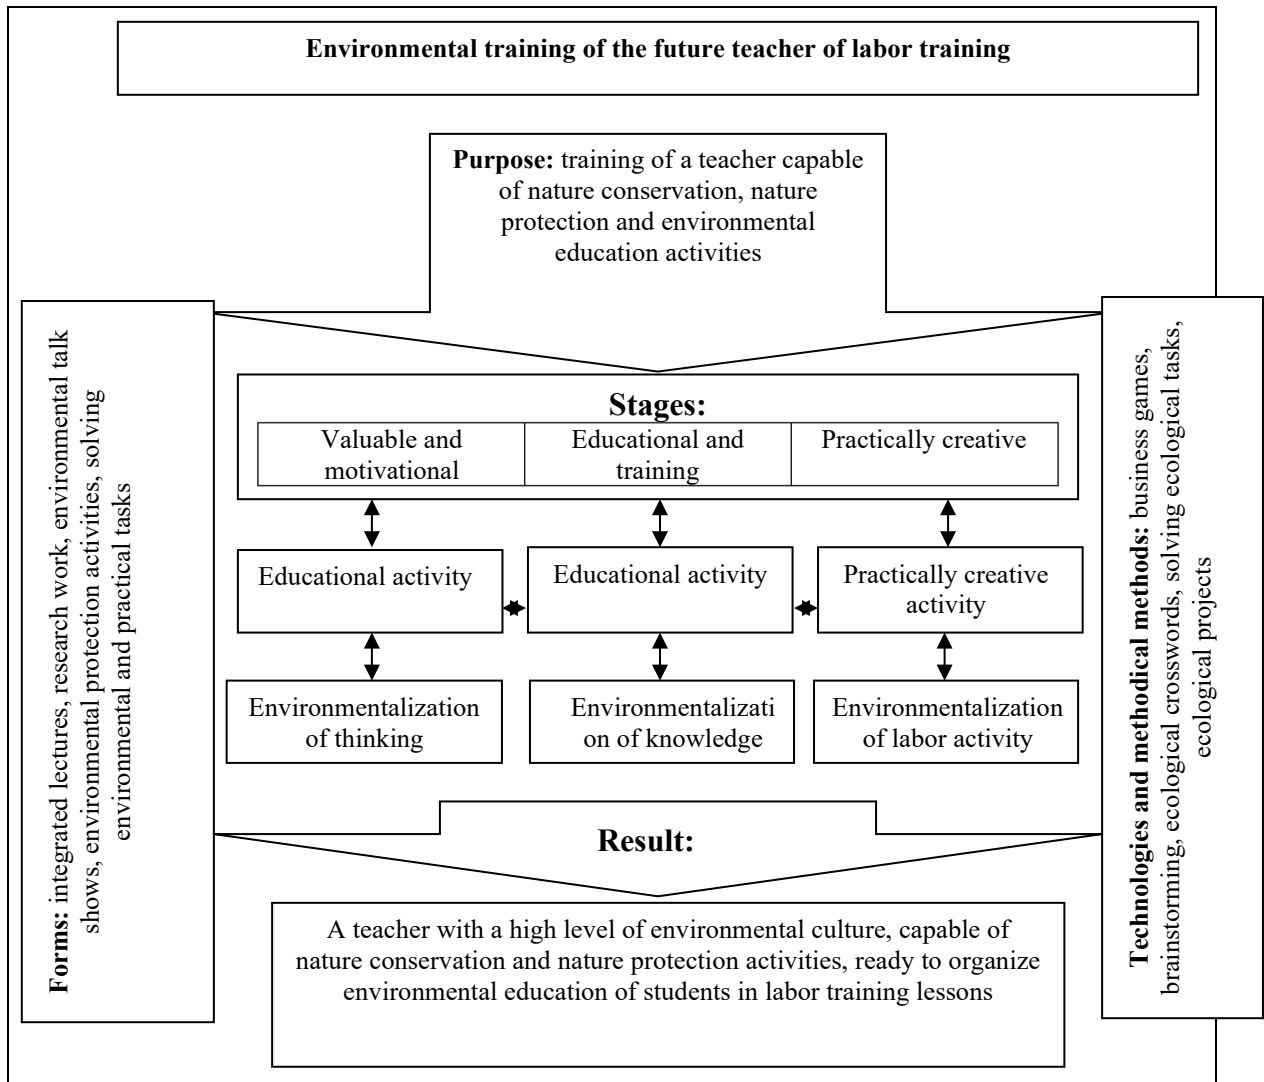 Environmental training of the future teacher of labor training
Purpose: training of a teacher capable
of nature conservation, nature
protection and environmental
education activities
Forms: integrated lectures, research work, environmental talk
shows, environmental protection activities, solving
environmental and practical tasks
Stages:
Valuable and
motivational
Educational and
training
Practically creative
Educational activity
Educational activity
Practically creative
activity
Environmentalization
of thinking
Environmentalizati
on of knowledge
Environmentalization
of labor activity
Technologies and methodical methods: business games,
brainstorming, ecological crosswords, solving ecological tasks,
ecological projects
Result:
A teacher with a high level of environmental culture, capable of
nature conservation and nature protection activities, ready to organize
environmental education of students in labor training lessons